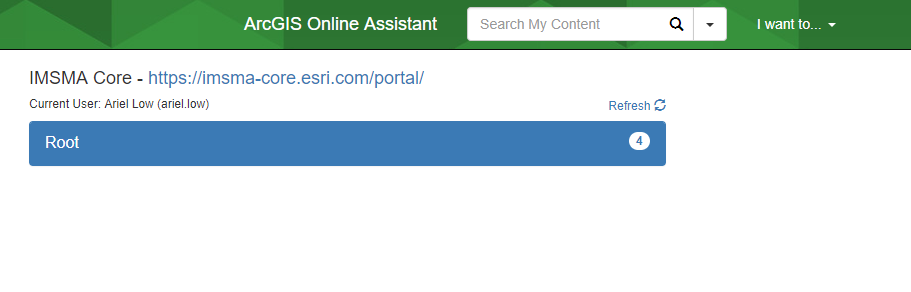 ArcGIS Online Assistant Search My Content I want to...
IMSMA Core - https://imsma-core.esri.com/portal/
Current User: Ariel Low (ariel.low) Refresh
Root 4